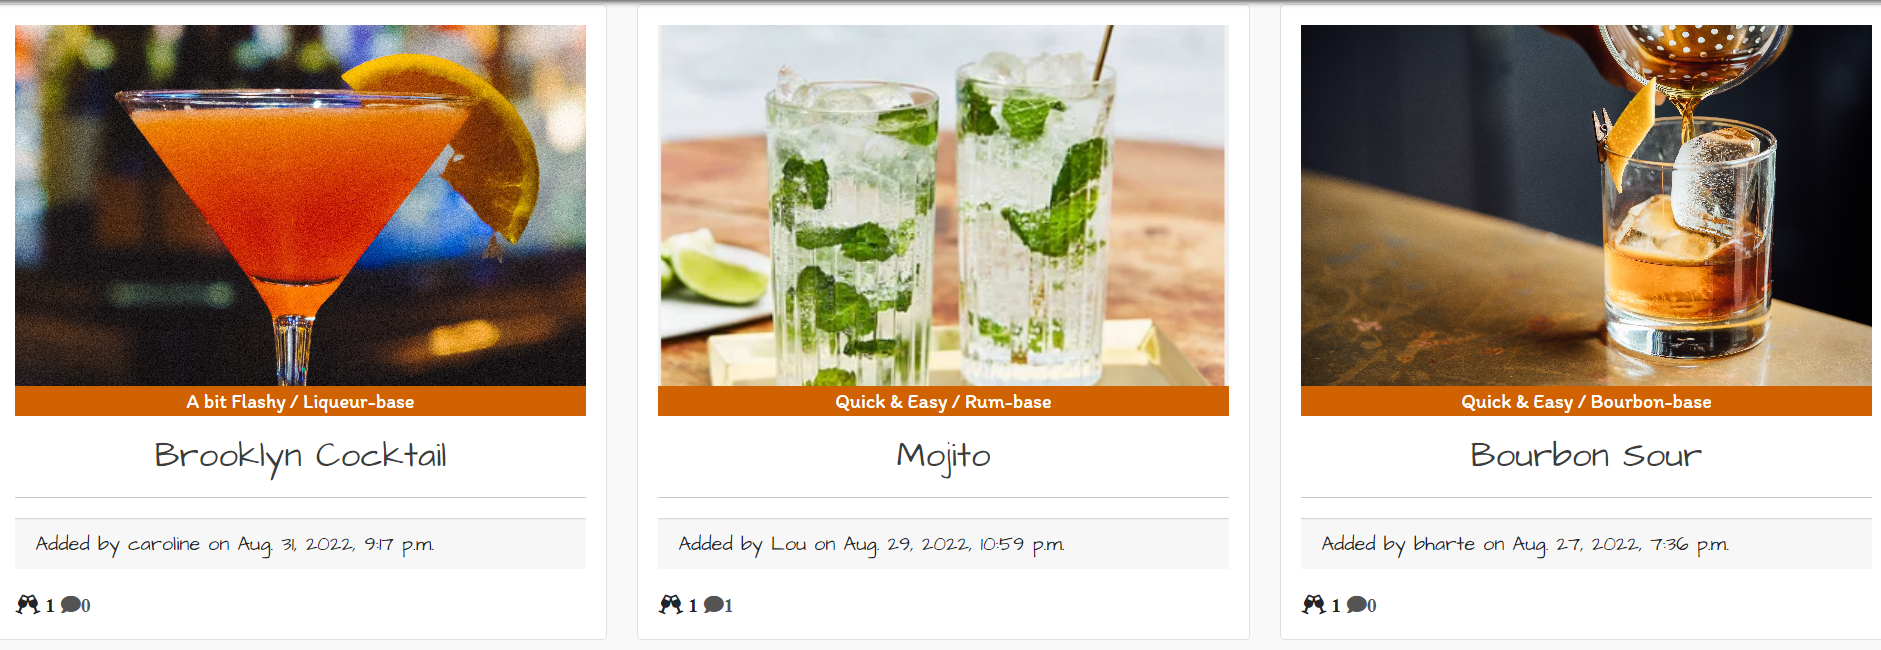 A bit Flashy / Liqueur-base
Brooklyn Cocktail
Added by caroline on Aug. 31, 2022, 9:17 p.m.
1 0
Quick & Easy / Rum-base
Mojito
Added by Lou on Aug. 29, 2022, 10:59 p.m.
1 1
Quick & Easy / Bourbon-base
Bourbon Sour
Added by bharte on Aug. 27, 2022, 7:36 p.m.
1 0